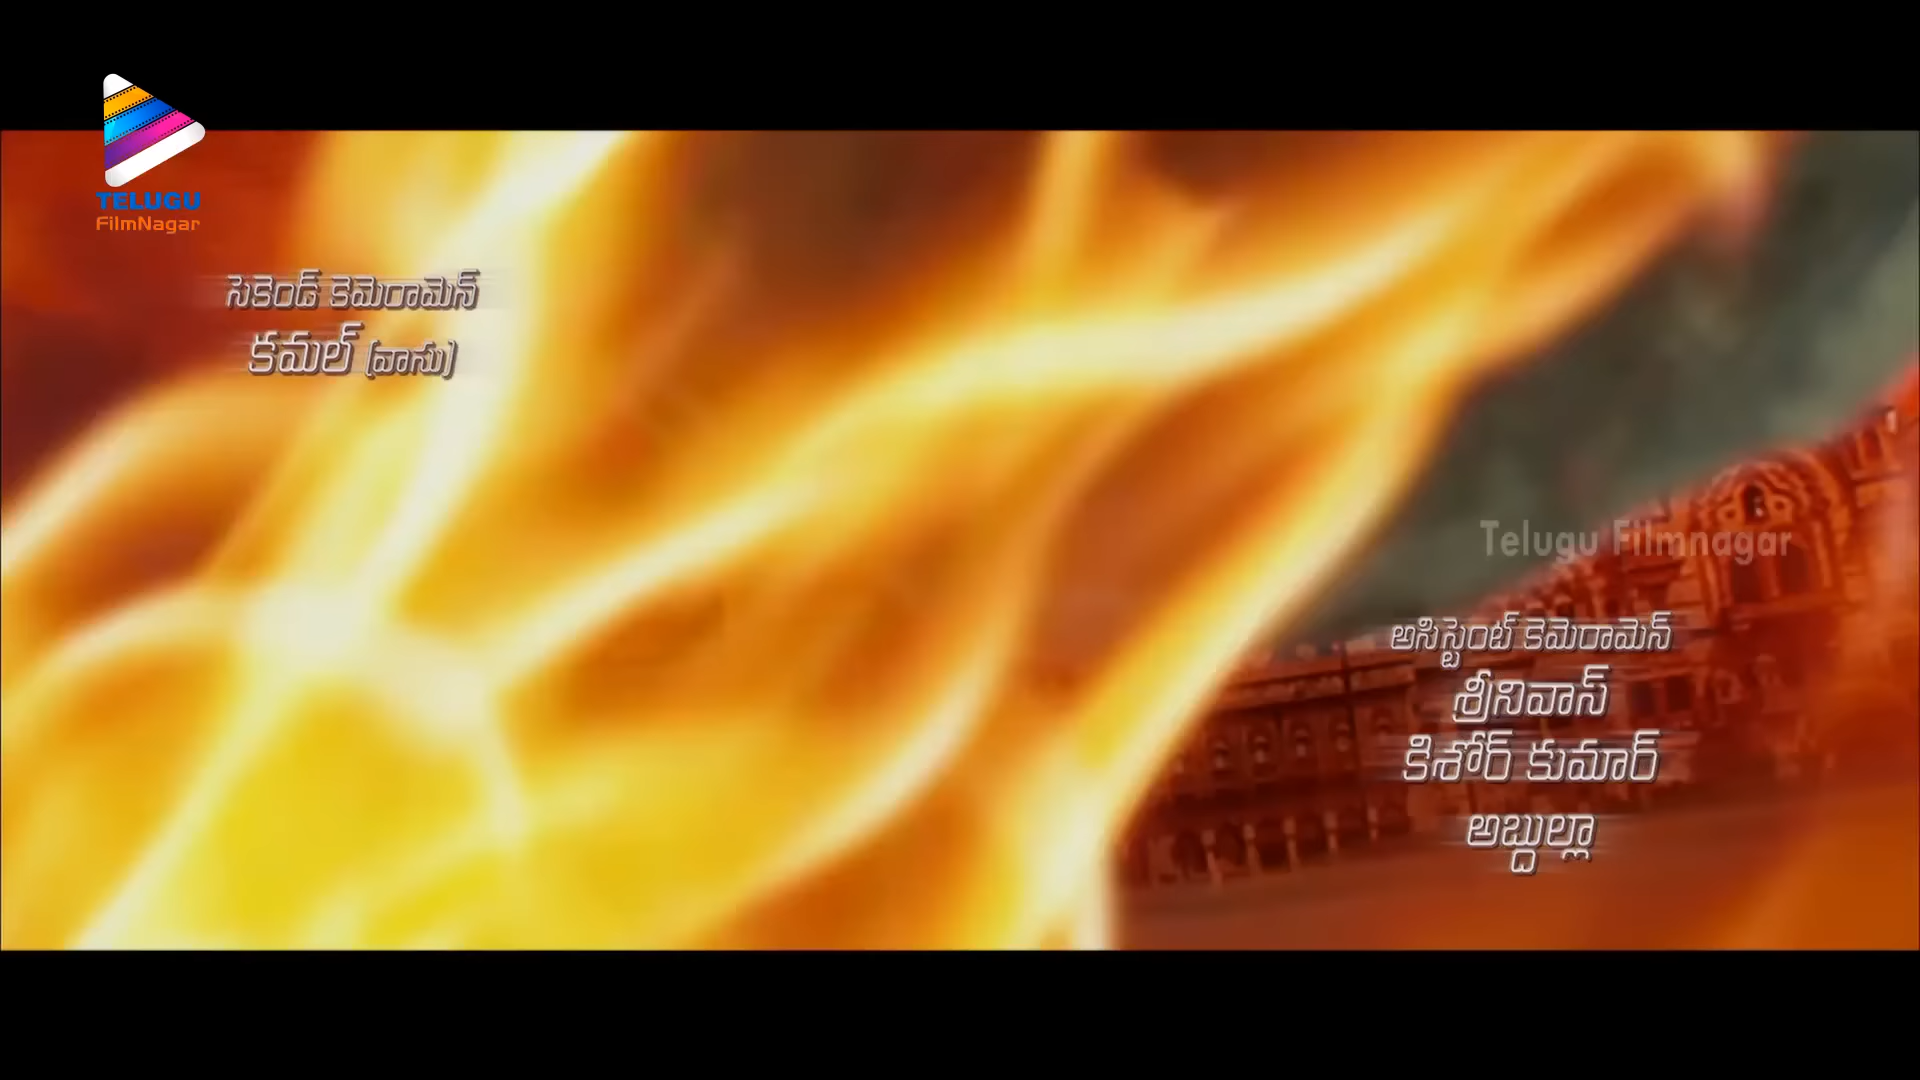 TELUGU
FilmNagar
సెకెండ్ కెమెరామెన్
కమల్ (వాసు)
Telugu Filmnagar
అసిస్టెంట్ కెమెరామెన్
శ్రీనివాస్
కిశోర్ కుమార్
అబ్దుల్లా